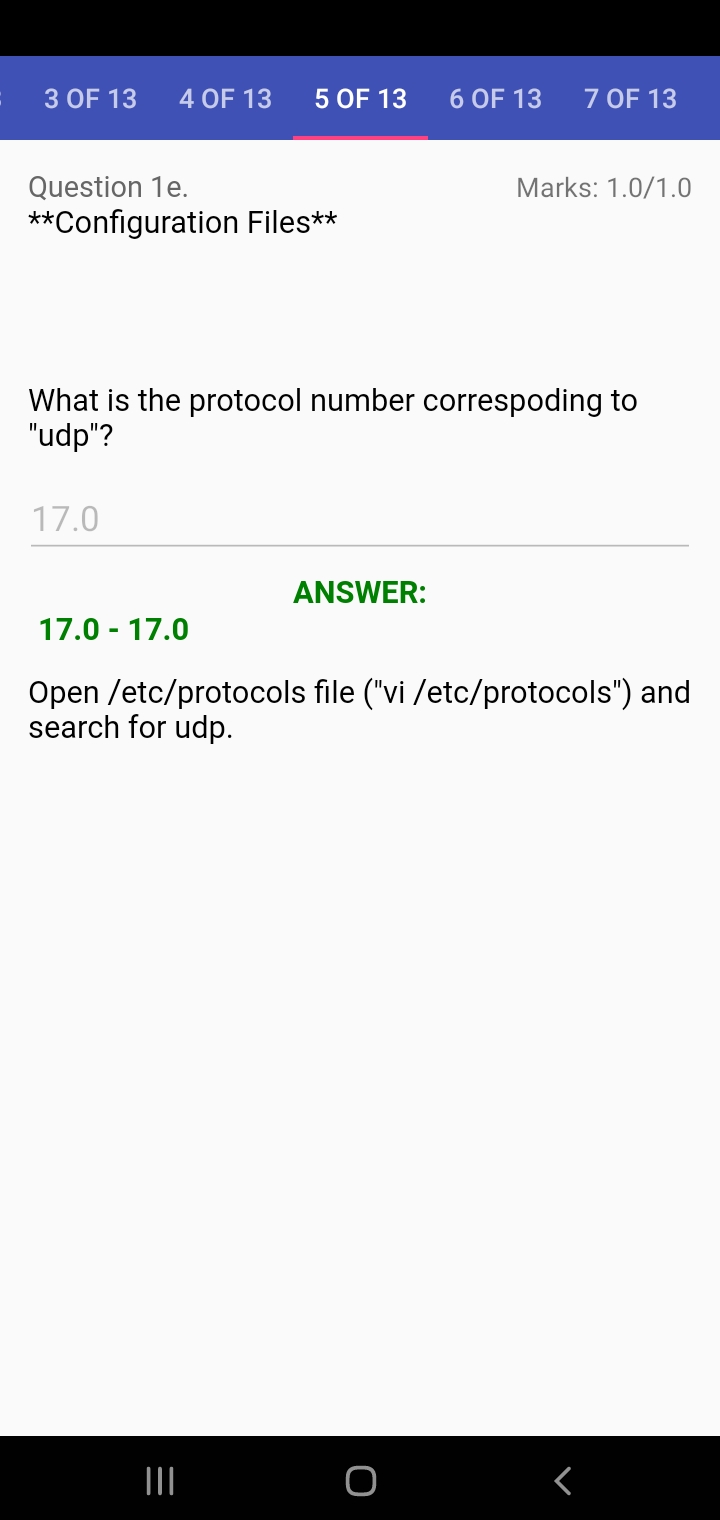 3 OF 13 4 OF 13 5 OF 13 6 OF 13 7 OF 13
Question 1e. Marks: 1.0/1.0
**Configuration Files**
What is the protocol number correspoding to
"udp"?
17.0
ANSWER:
17.0 - 17.0
Open /etc/protocols file ("vi /etc/protocols") and
search for udp.